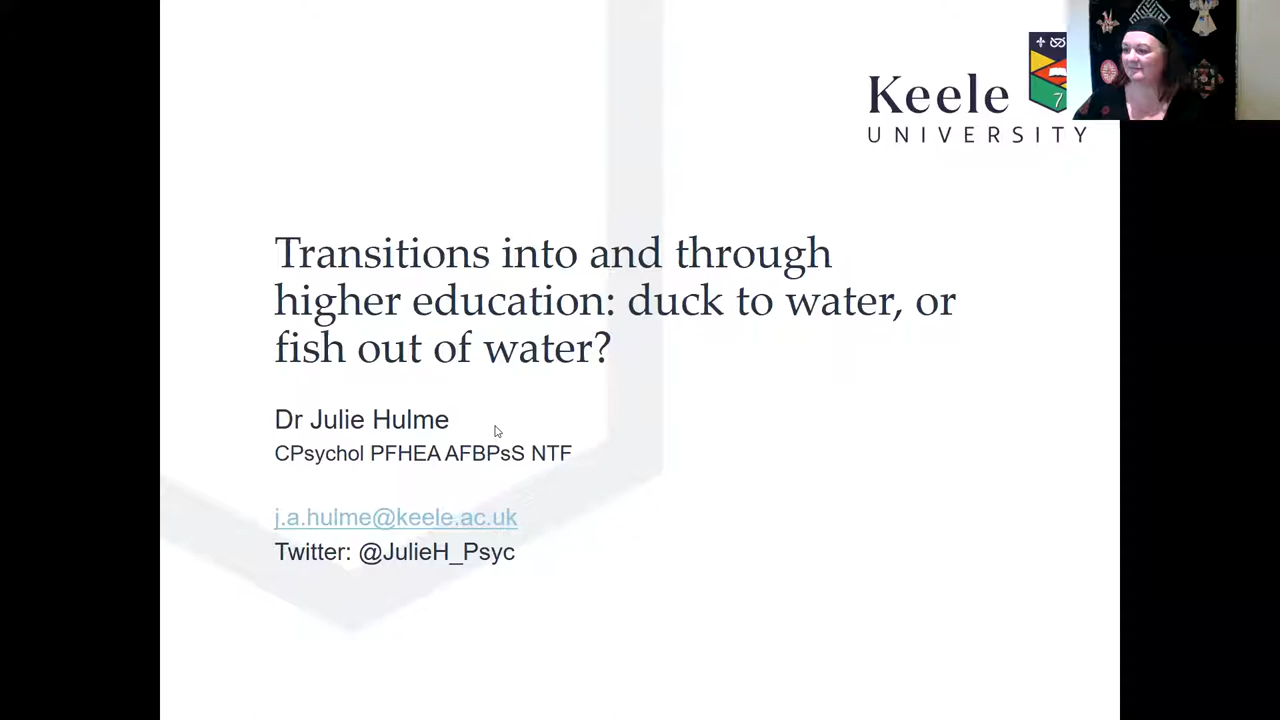 Keele
UNIVERSITY
Transitions into and through
higher education: duck to water, or
fish out of water?
Dr Julie Hulme
CPsychol PFHEA AFBPsS NTF
j.a.hulme@keele.ac.uk
Twitter: @JulieH_Psyc